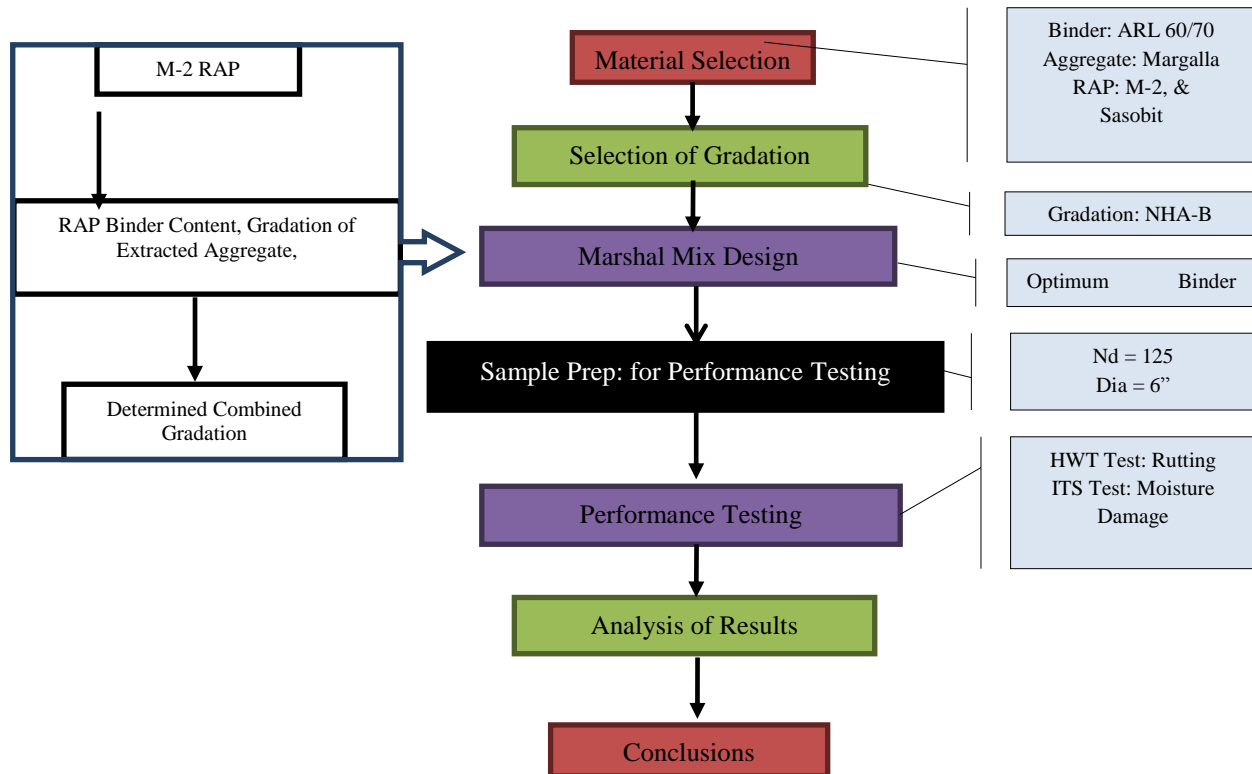 M-2 RAP
RAP Binder Content, Gradation of
Extracted Aggregate,
Determined Combined
Gradation
Material Selection
Selection of Gradation
Marshal Mix Design
Sample Prep: for Performance Testing
Performance Testing
Analysis of Results
Conclusions
Binder: ARL 60/70
Aggregate: Margalla
RAP: M-2, &
Sasobit
Gradation: NHA-B
Optimum Binder
Nd = 125
Dia = 6”
HWT Test: Rutting
ITS Test: Moisture
Damage